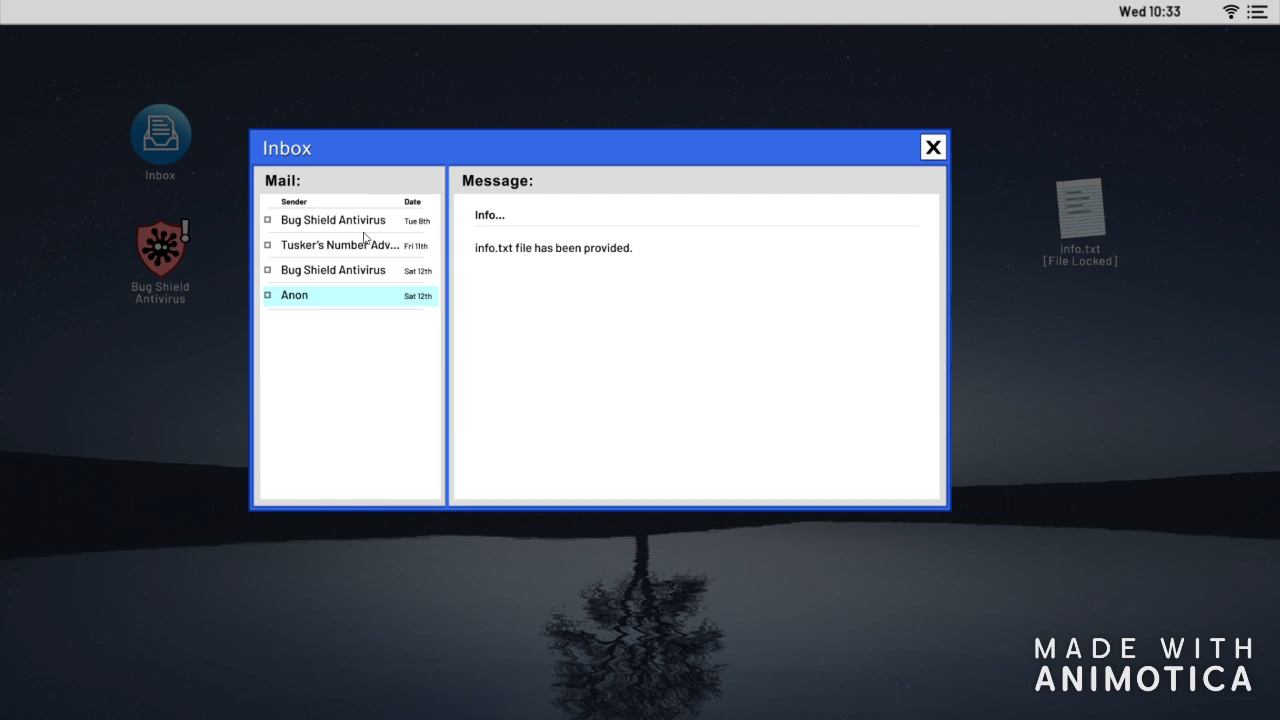 Wed 10:33
Inbox
Bug Shield
Antivirus
Inbox
X
Mail:
Sender Date
Bug Shield Antivirus Tue 8th
Tusker's Number Adv... Fri 11th
Bug Shield Antivirus Sat 12th
Anon Sat 12th
Message:
Info...
info.txt file has been provided.
info.txt
[File Locked]
MADE WITH
ANIMOTICA